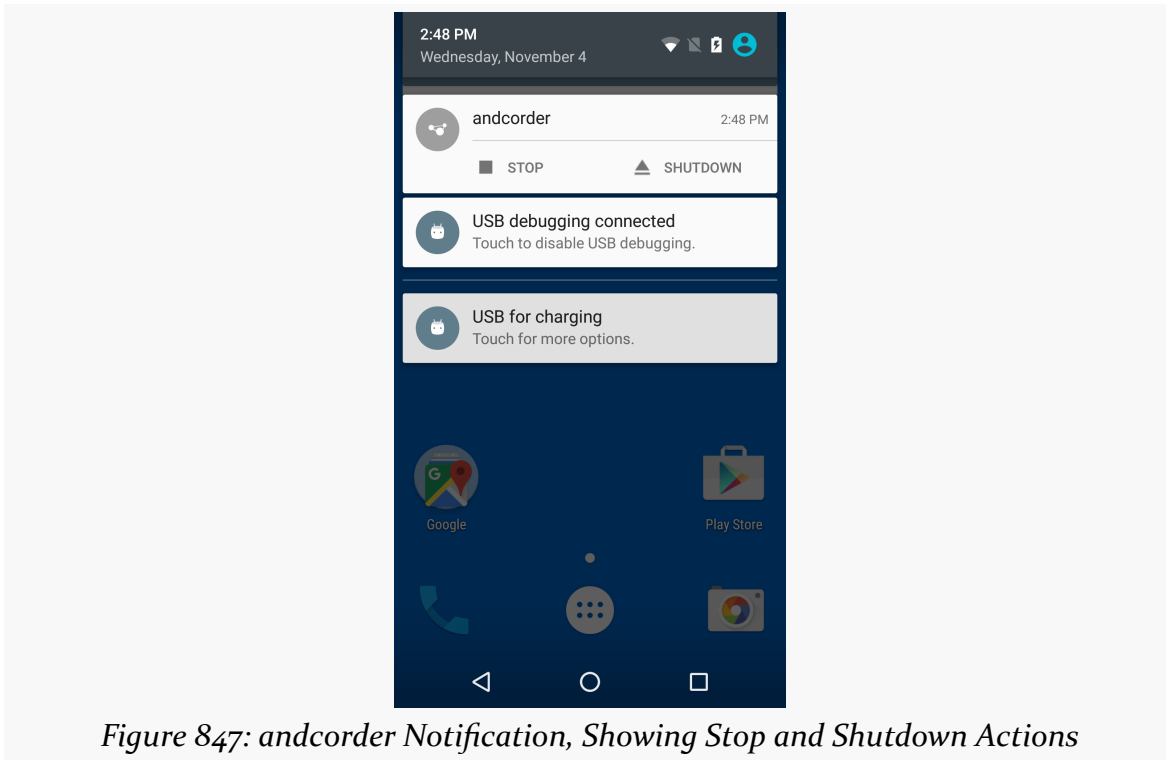 2:48 PM
Wednesday, November 4
andcorder 2:48 PM
STOP SHUTDOWN
USB debugging connected
Touch to disable USB debugging.
USB for charging
Touch for more options.
G
Google Play Store
Figure 847: andcorder Notification, Showing Stop and Shutdown Actions